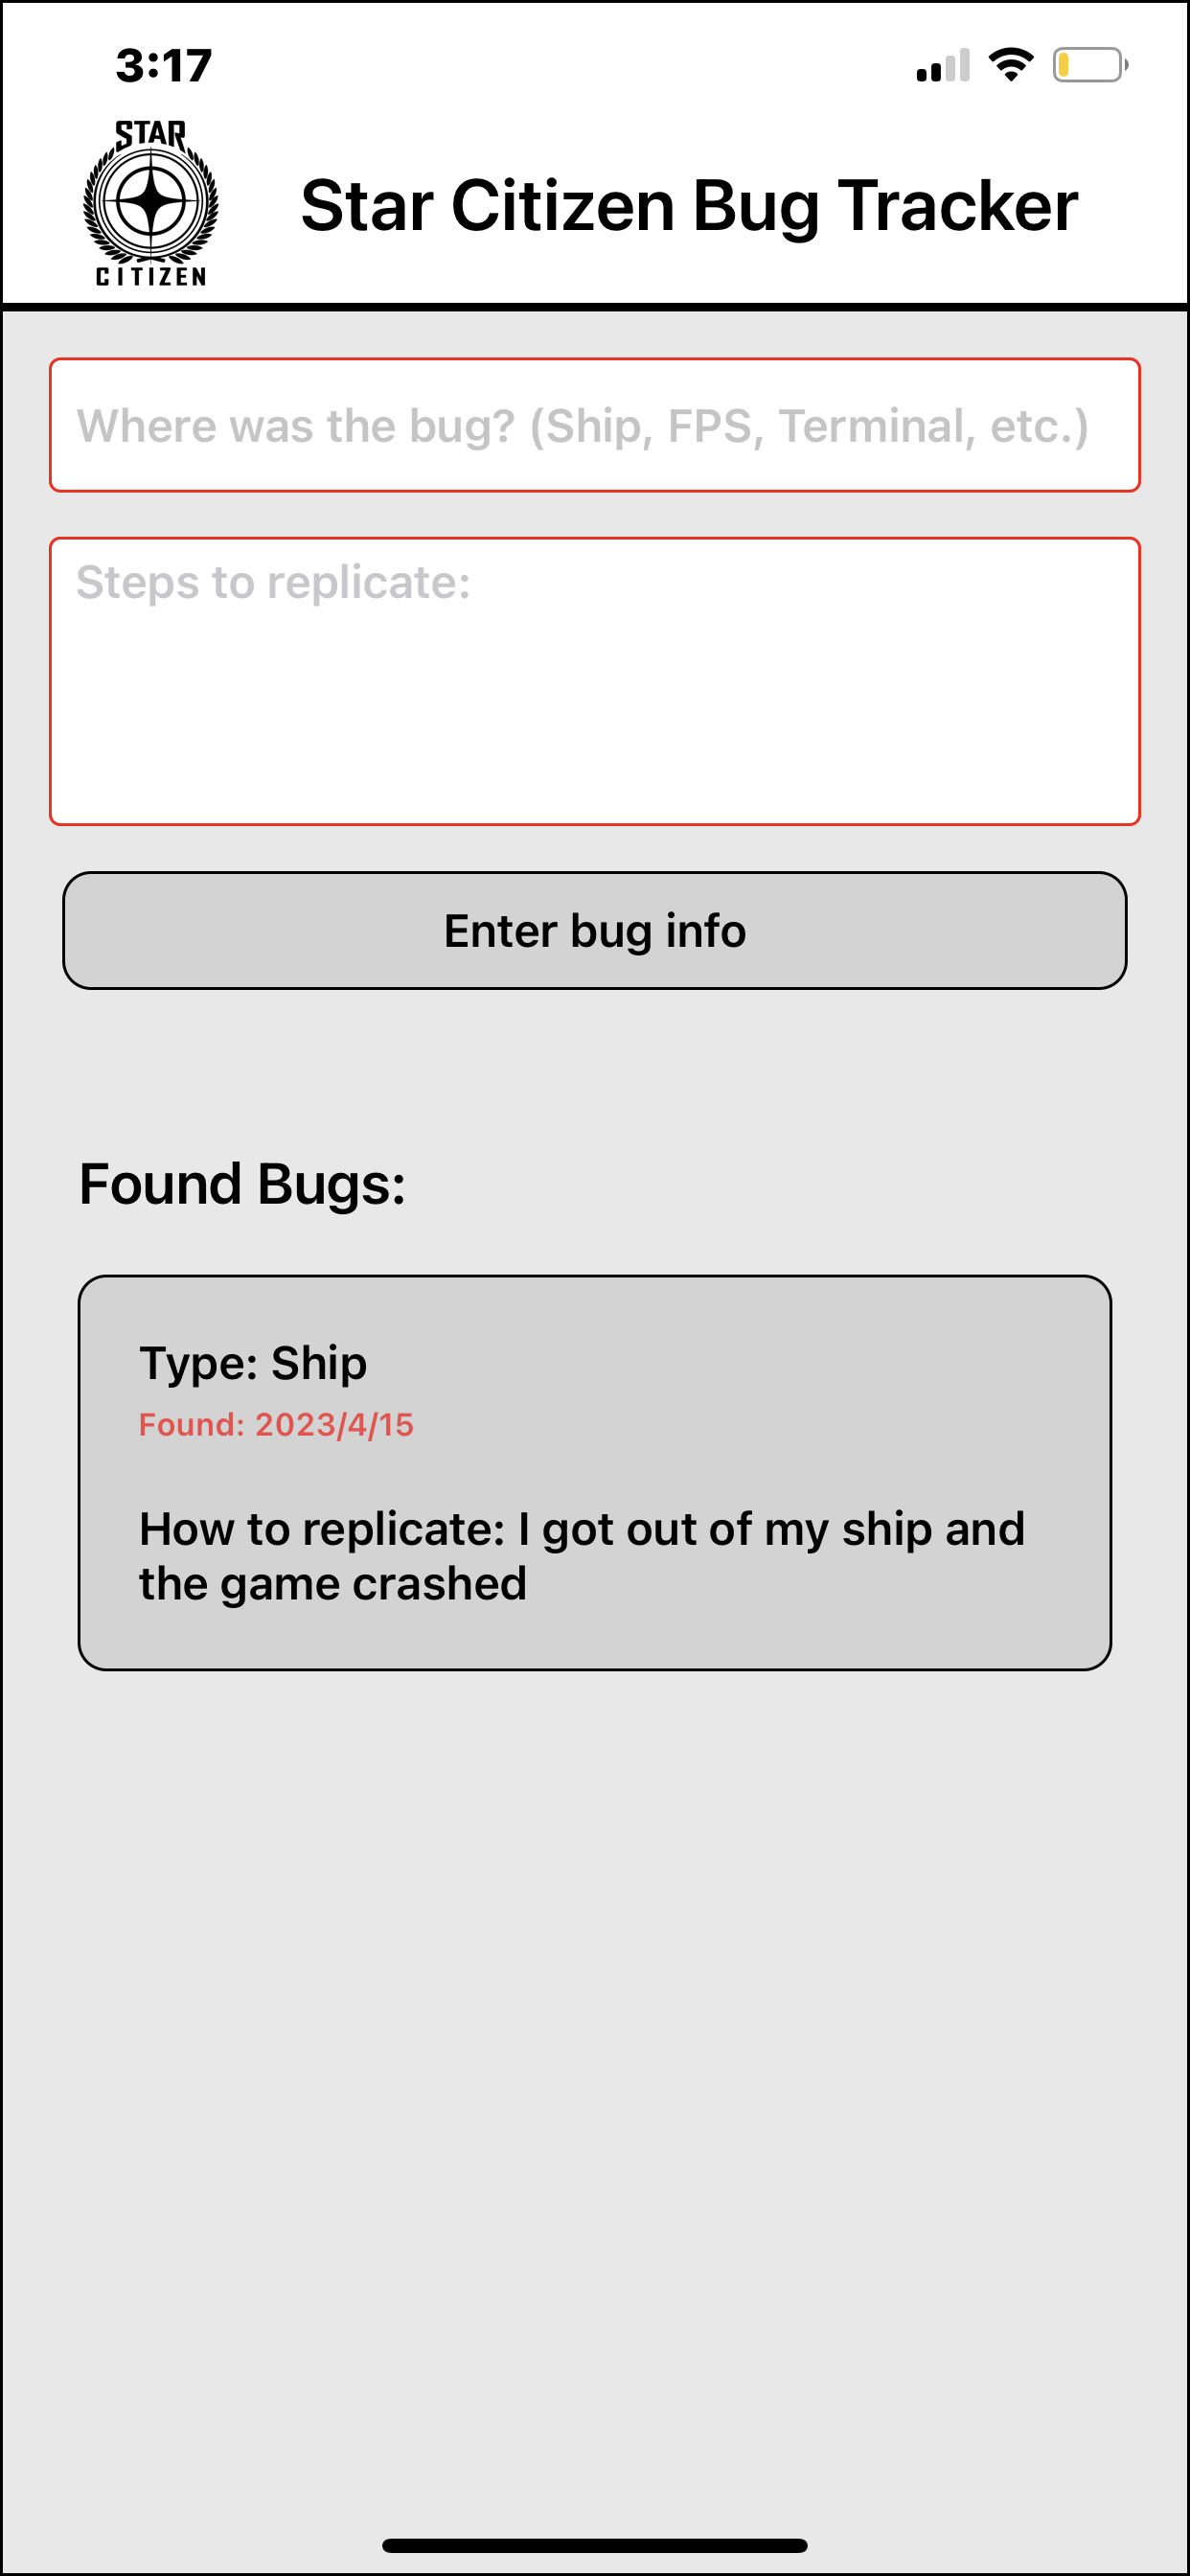 3:17
STAR
CITIZEN
Star Citizen Bug Tracker
Where was the bug? (Ship, FPS, Terminal, etc.)
Steps to replicate:
Enter bug info
Found Bugs:
Type: Ship
Found: 2023/4/15
How to replicate: I got out of my ship and
the game crashed